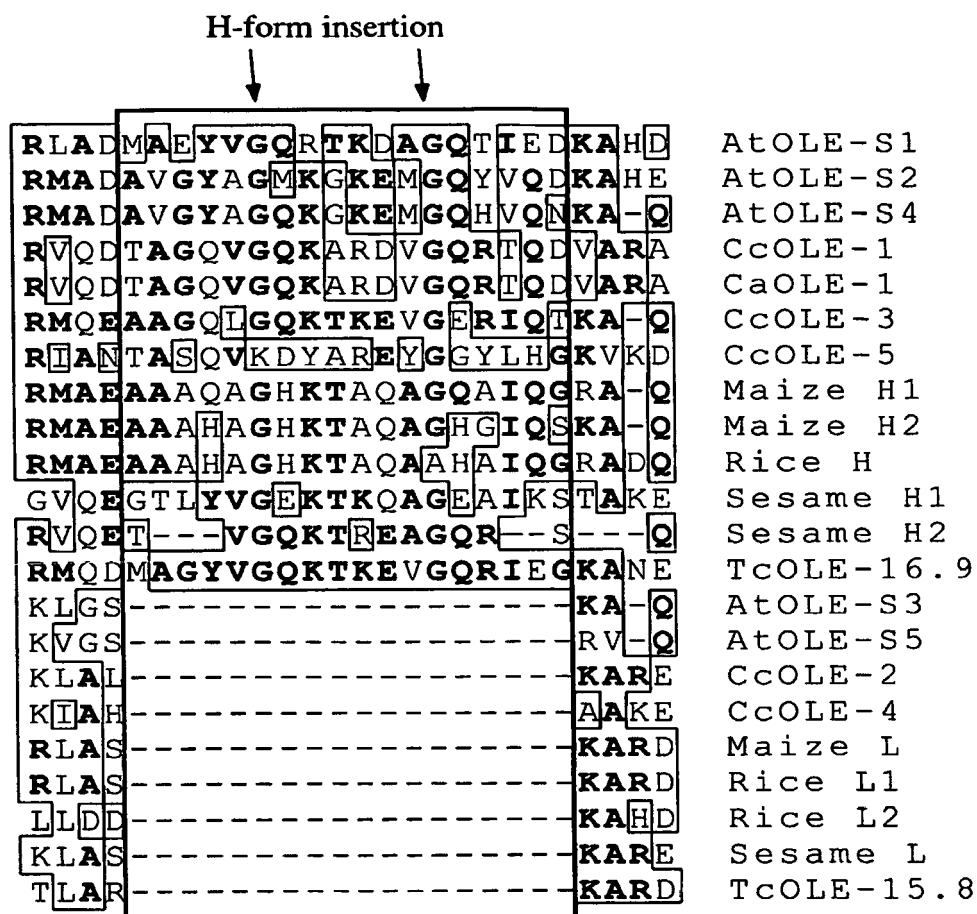 H-form insertion
RLADMAEYVGQRTKDAGQTIEDKAHD AtOLE-S1
RMADAVGYAGMKGKEMGQYVQDKAHE AtOLE-S2
RMADAVGYAGQKGKEMGQHVQNKA-Q AtOLE-S4
RVQDTAGQVGQKARDVGQRTQDVARA CcOLE-1
RVQDTAGQVGQKARDVGQRTQDVARA CaOLE-1
RMQEAAGQLGQKTKEVGERIQTKA-Q CcOLE-3
RIANTASQVKDYAREYGGYLHGKVKD CcOLE-5
RMAEAAAQAGHKTAQAGQAIQGRA-Q Maize H1
RMAEAAAHAGHKTAQAGHGIQSKA-Q Maize H2
RMAEAAAHAGHKTAQAAHAIQGRADQ Rice H
GVQEGTLYVGEKTKQAGEAIKSTAKE Sesame H1
RVQET---VGQKTREAGQR--S---Q Sesame H2
RMQDMAGYVGQKTKEVGQRIEGKANE TcOLE-16.9
KLGS------------------KA-Q AtOLE-S3
KVGS------------------RV-Q AtOLE-S5
KLAL------------------KARE CcOLE-2
KIAH------------------AAKE CcOLE-4
RLAS------------------KARD Maize L
RLAS------------------KARD Rice L1
LLDD------------------KAHD Rice L2
KLAS------------------KARE Sesame L
TLAR------------------KARD TcOLE-15.8